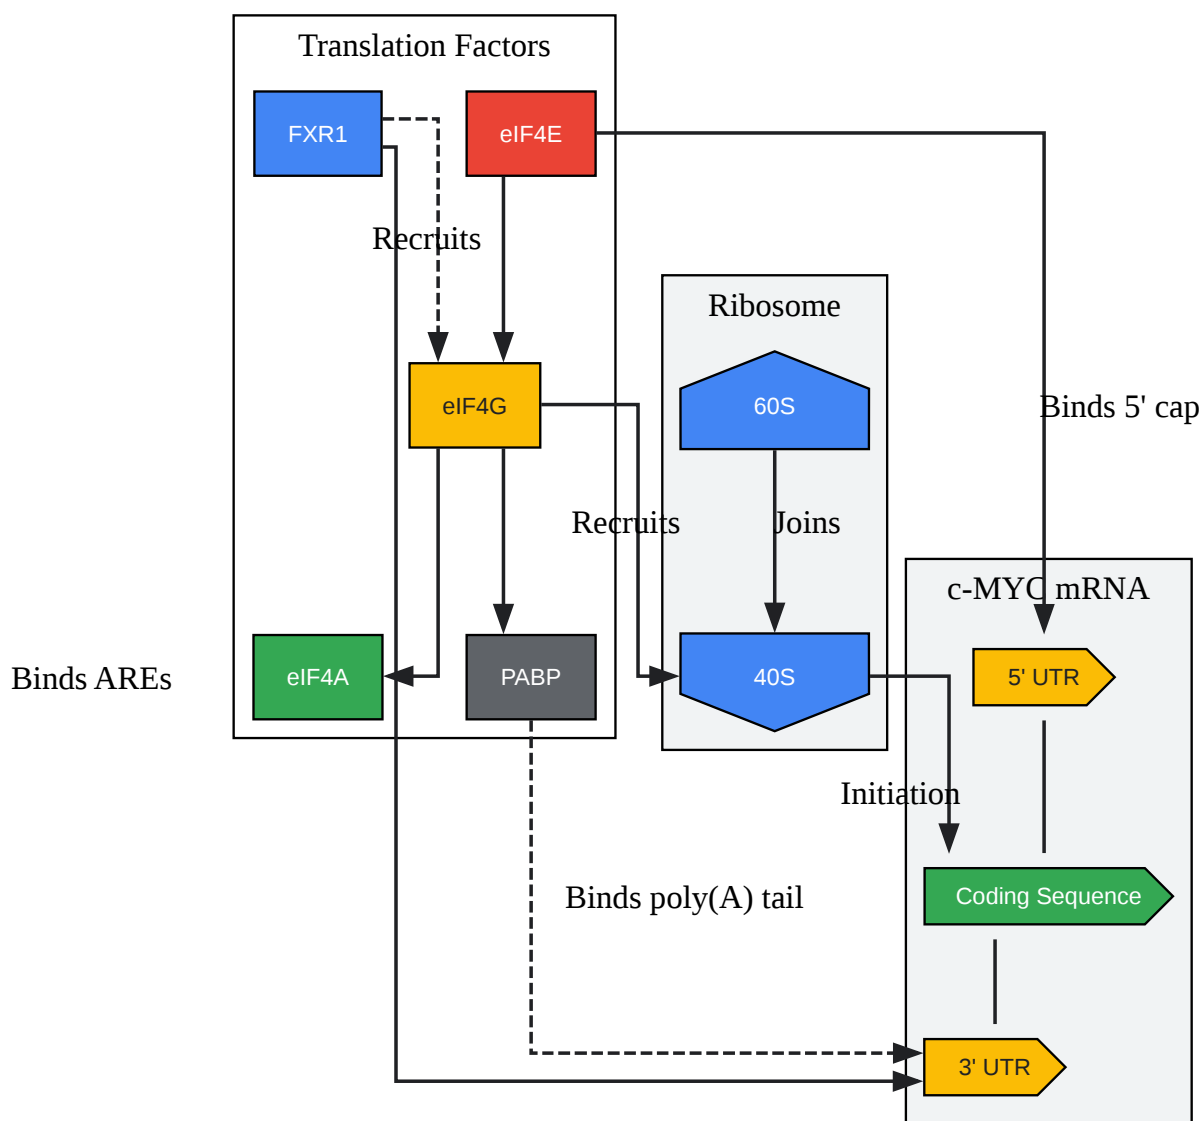 Translation Factors
FXR1
eIF4E
Recruits
Ribosome
60S
eIF4G
Binds 5' cap
Recruits
Joins
c-MYC mRNA
Binds AREs
eIF4A
PABP
40S
5' UTR
Initiation
Binds poly(A) tail
Coding Sequence
3' UTR